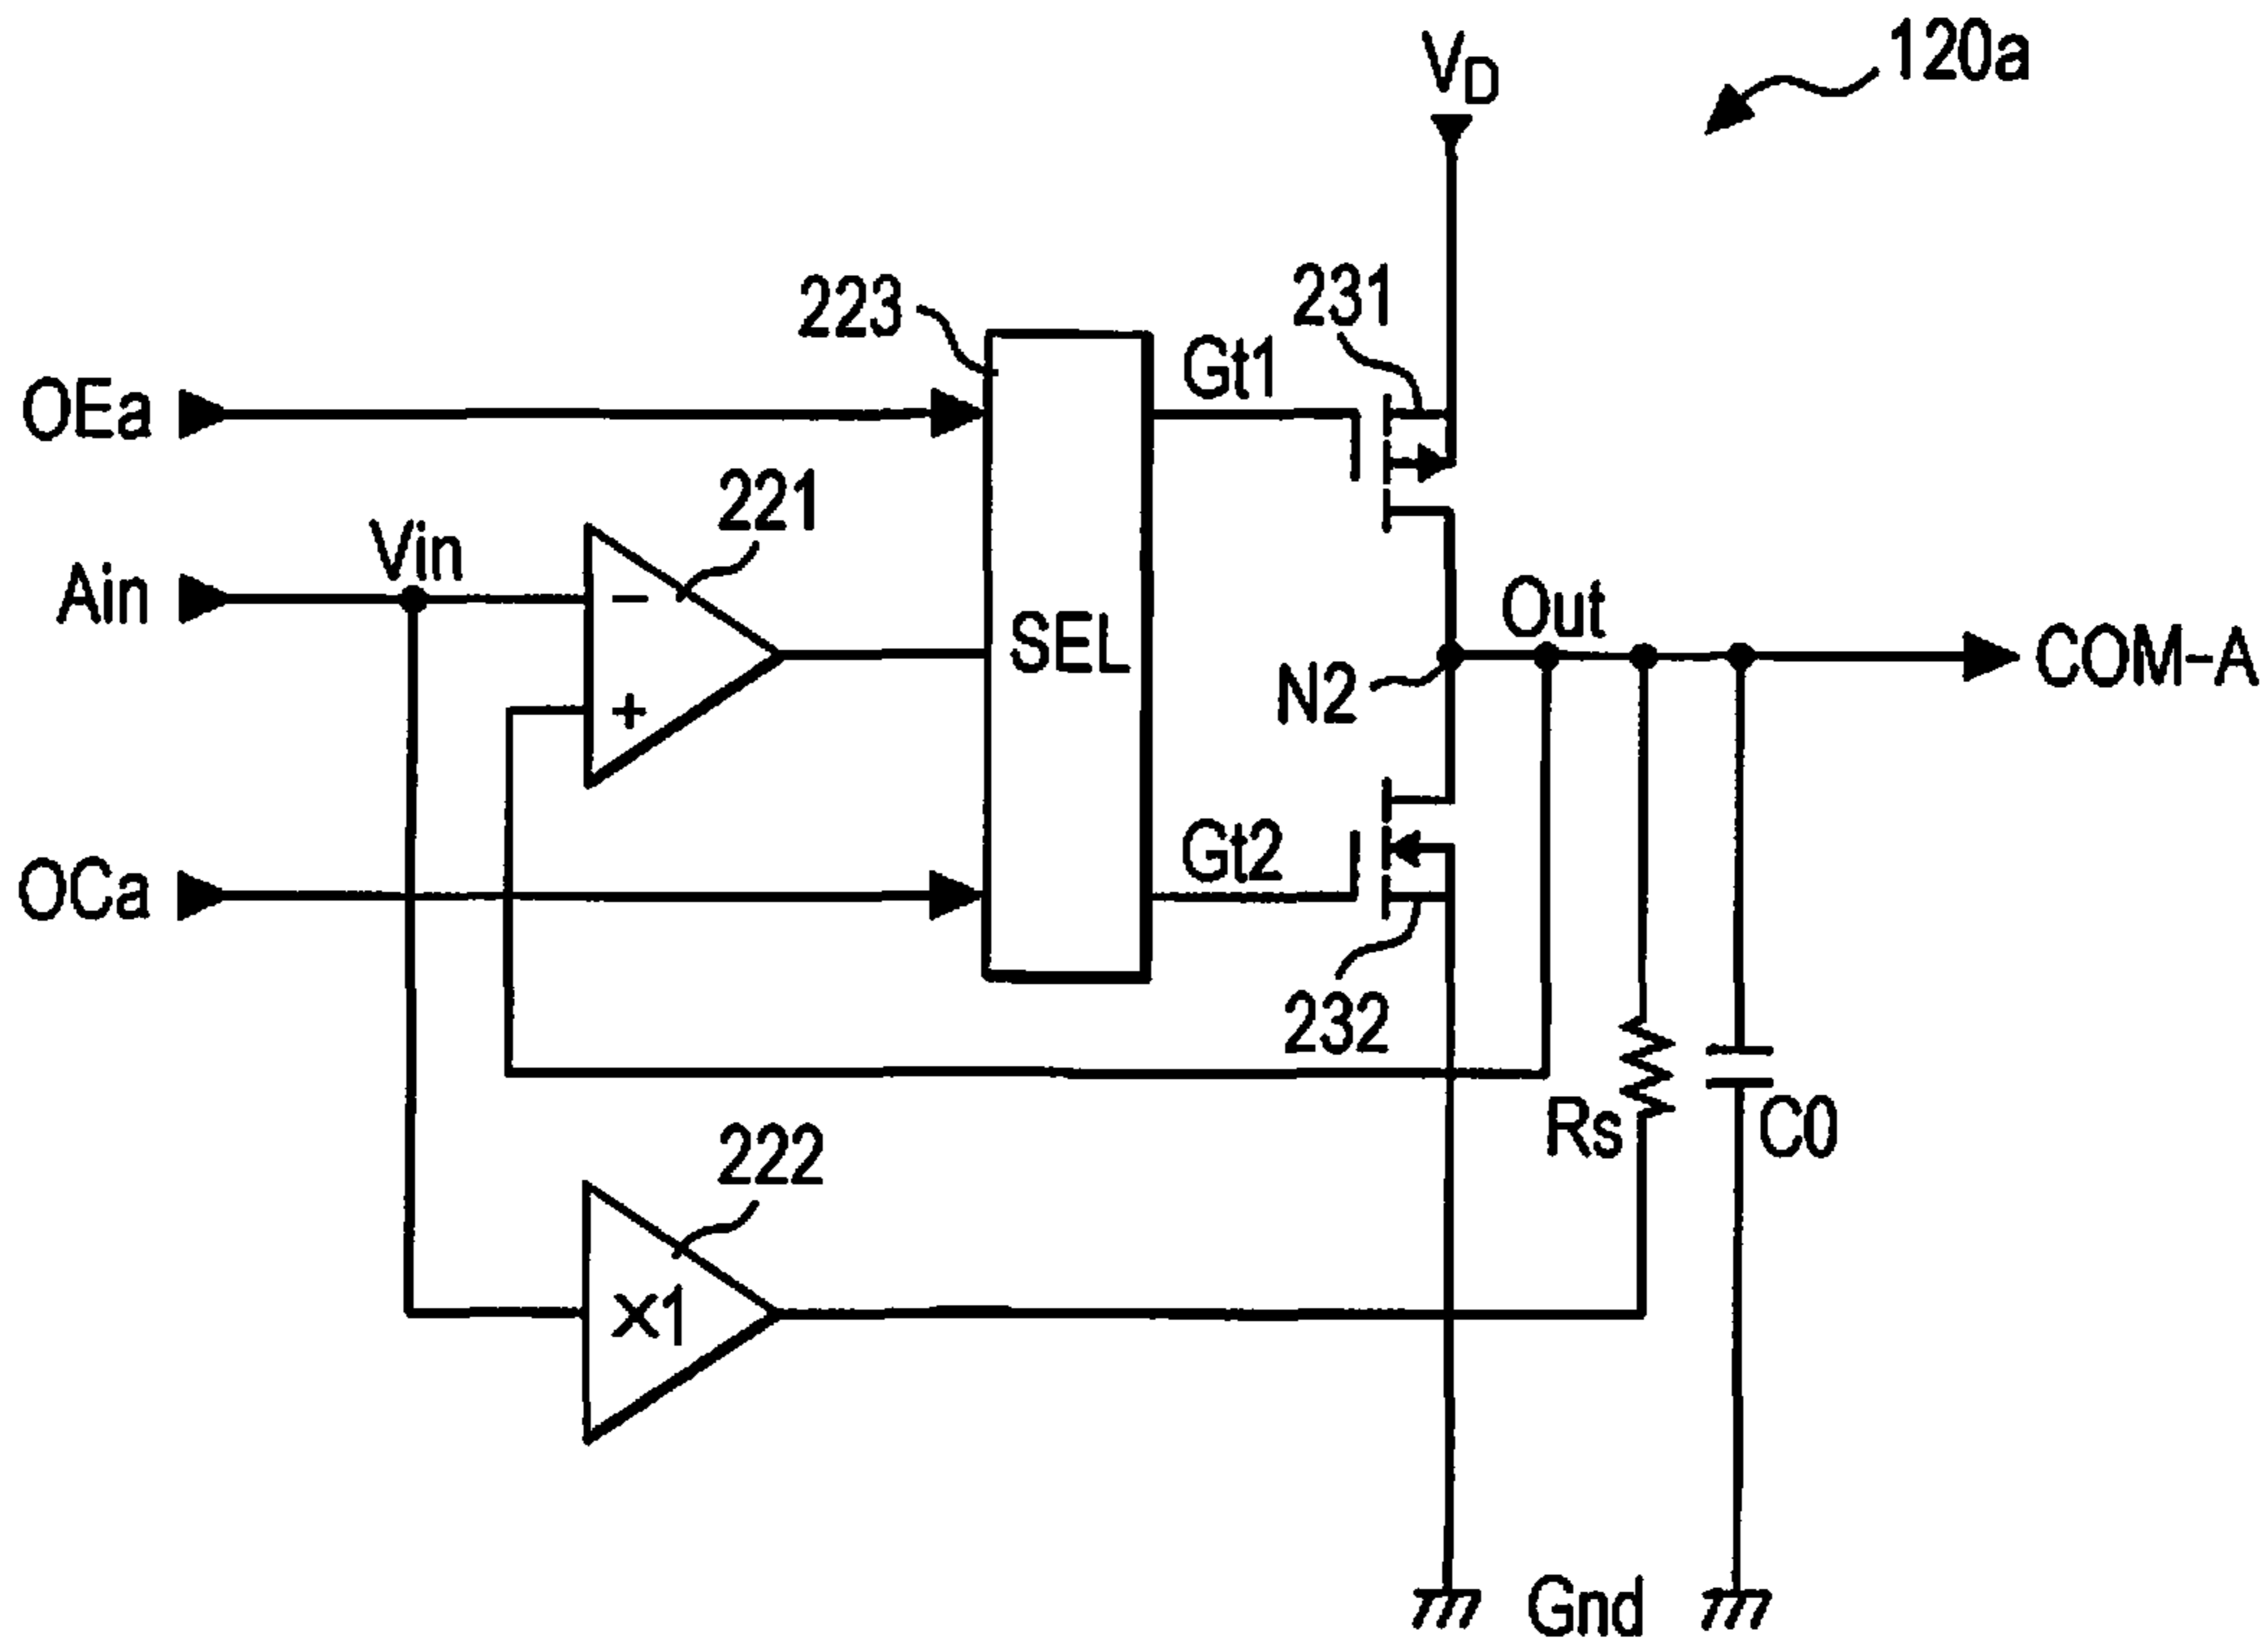 120a
VD
223
231
Gt1
OEa
221
Vin
Ain
−
SEL
Out
COM-A
+
N2
Gt2
OCa
232
Rs
C0
222
x1
Gnd